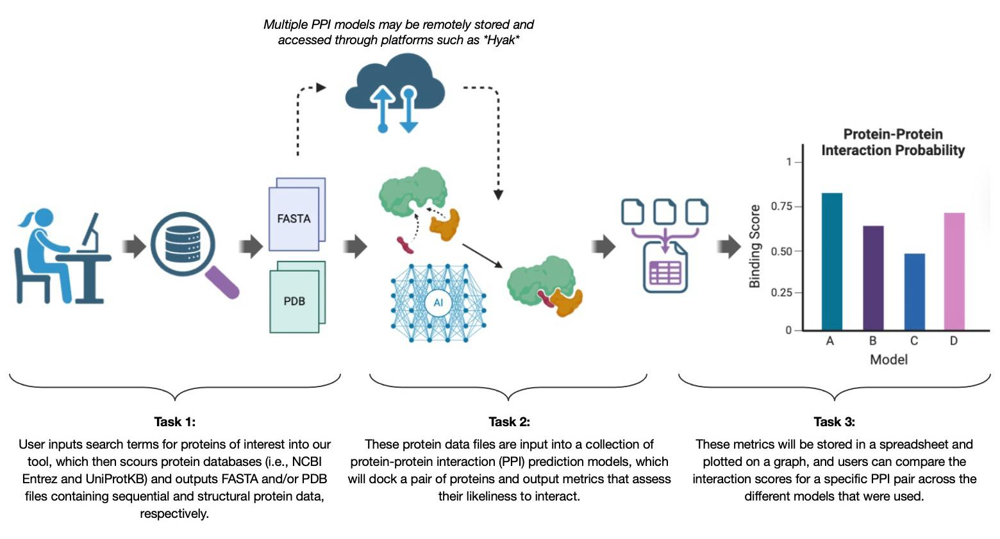 Multiple PPI models may be remotely stored and
accessed through platforms such as *Hyak*
FASTA
PDB
AI
Protein-Protein
Interaction Probability
Binding Score
1
0.75
0.50
0.25
0
A B C D
Model
Task 1:
User inputs search terms for proteins of interest into our
tool, which then scours protein databases (i.e., NCBI
Entrez and UniProtKB) and outputs FASTA and/or PDB
files containing sequential and structural protein data,
respectively.
Task 2:
These protein data files are input into a collection of
protein-protein interaction (PPI) prediction models, which
will dock a pair of proteins and output metrics that assess
their likeliness to interact.
Task 3:
These metrics will be stored in a spreadsheet and
plotted on a graph, and users can compare the
interaction scores for a specific PPI pair across the
different models that were used.